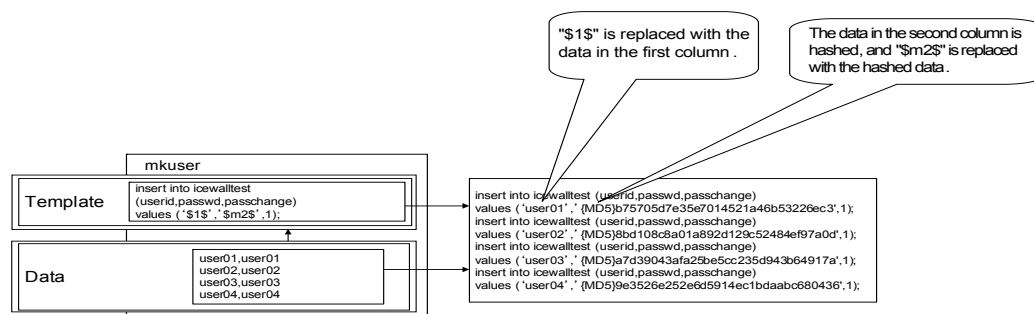 "$1$" is replaced with the
data in the first column .
The data in the second column is
hashed, and "$m2$" is replaced
with the hashed data .
mkuser
Template
insert into icewalltest
(userid,passwd,passchange)
values ('$1$','$m2$',1);
Data
user01,user01
user02,user02
user03,user03
user04,user04
insert into icewalltest (userid,passwd,passchange)
values ('user01','{MD5}b75705d7e35e7014521a46b53226ec3',1);
insert into icewalltest (userid,passwd,passchange)
values ('user02','{MD5}8bd108c8a01a892d129c52484ef97a0d',1);
insert into icewalltest (userid,passwd,passchange)
values ('user03','{MD5}a7d39043afa25be5cc235d943b64917a',1);
insert into icewalltest (userid,passwd,passchange)
values ('user04','{MD5}9e3526e252e6d5914ec1bdaabc680436',1);